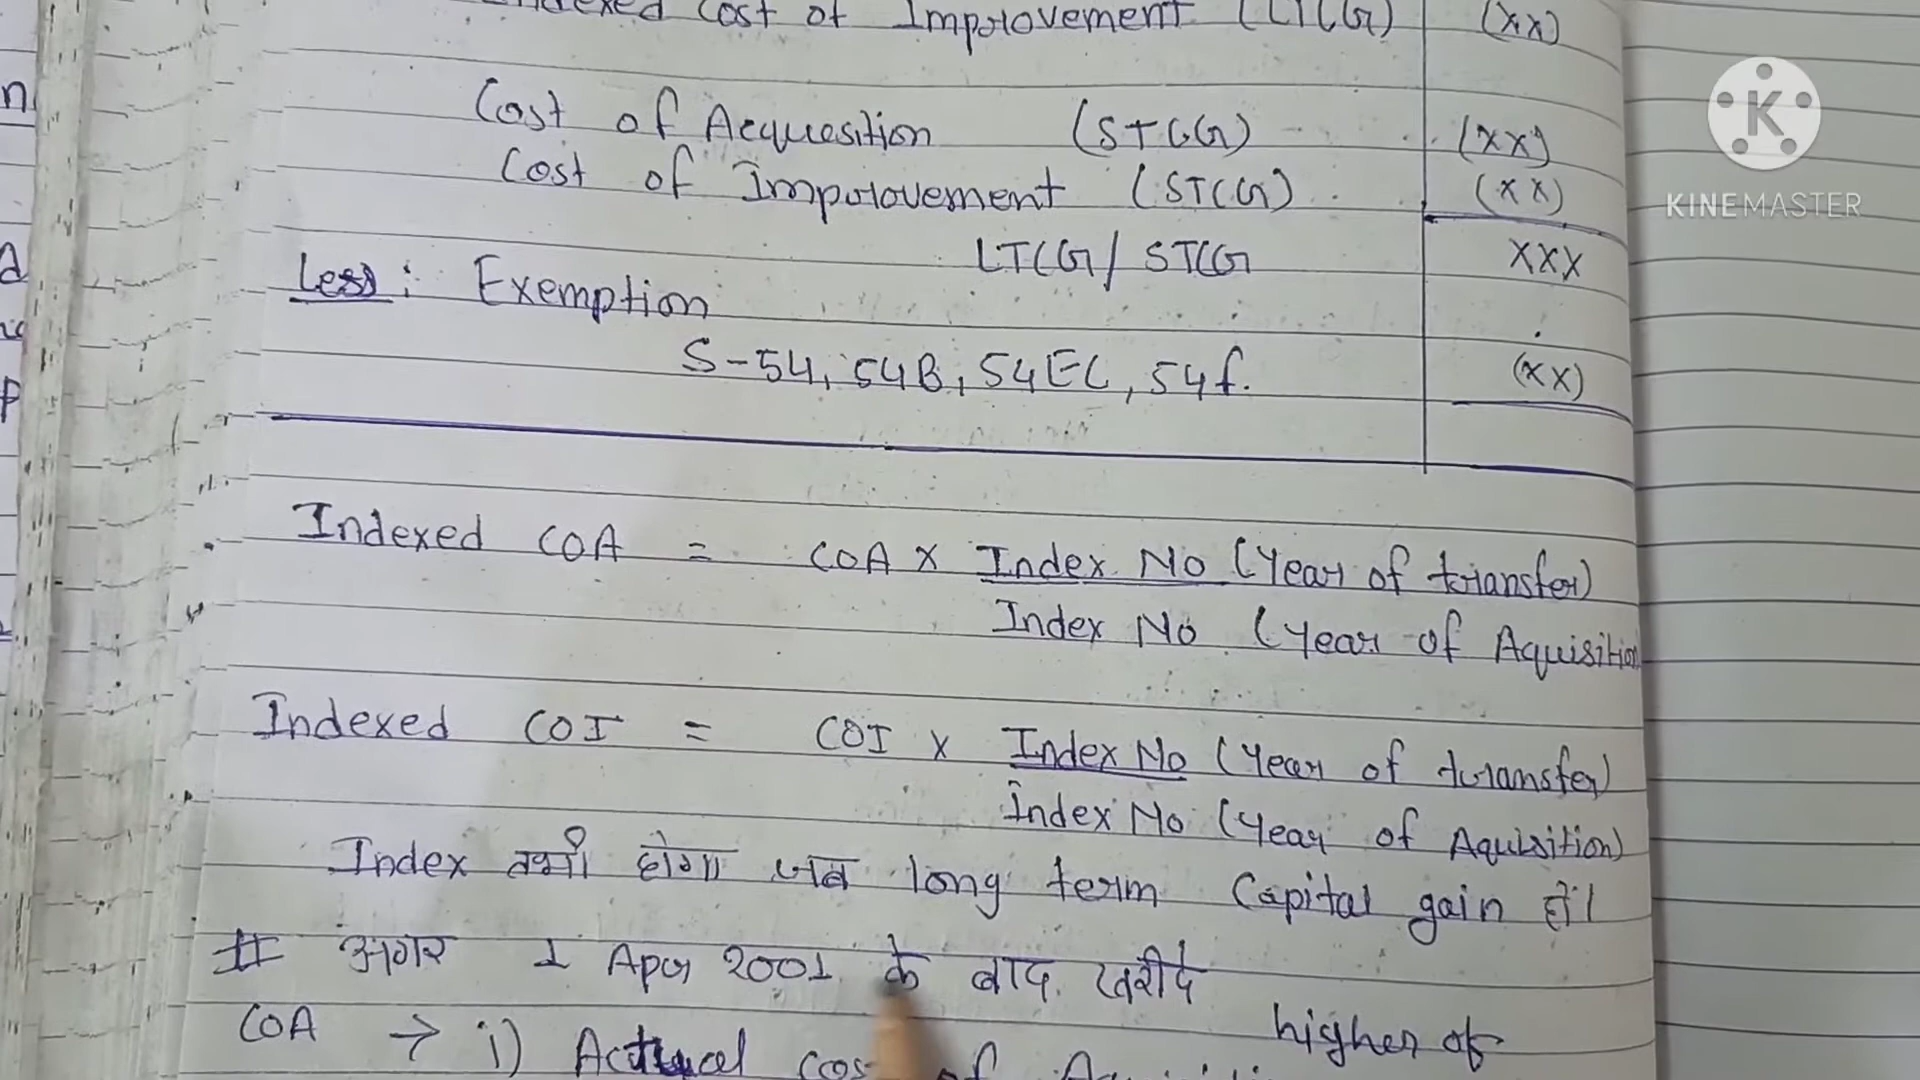 Indexed Cost of Improvement (LTCG) (xx)
Cost of Acquesition (STCG) (xx)
Cost of Improvement (STCG) (xx)
LTCG/ STCG XXX
Less: Exemption
S-54, 54B, 54EC, 54f. (xx)
Indexed COA = COA X Index No (Year of transfer)
Index No (Year of Aquisition
Indexed COI = COI x Index No (Year of transfer)
Index No (Year of Aquisition)
Index तभी होगा जब long term Capital gain हो।
# अगर 1 Apr 2001 के बाद खरीदे
COA → i) Actual Cos of higher of
KINEMASTER